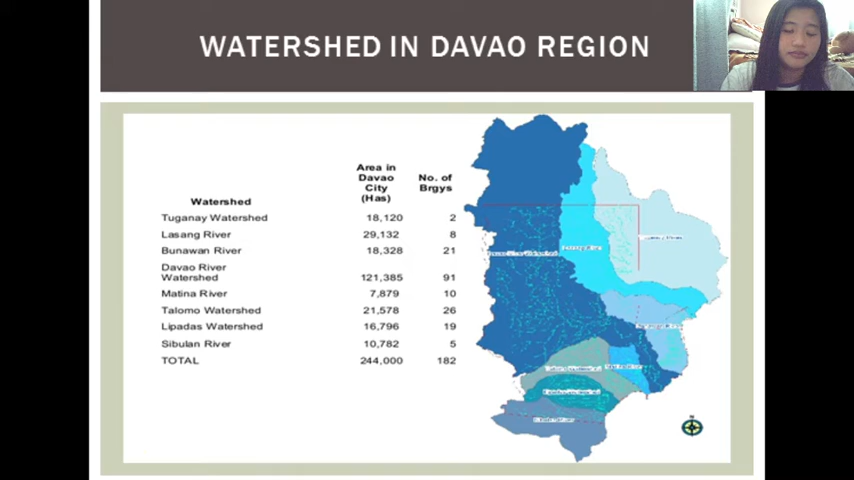 WATERSHED IN DAVAO REGION
Watershed Area in Davao City (Has) No. of Brgys
Tuganay Watershed 18,120 2
Lasang River 29,132 8
Bunawan River 18,328 21
Davao River Watershed 121,385 91
Matina River 7,879 10
Talomo Watershed 21,578 26
Lipadas Watershed 16,796 19
Sibulan River 10,782 5
TOTAL 244,000 182